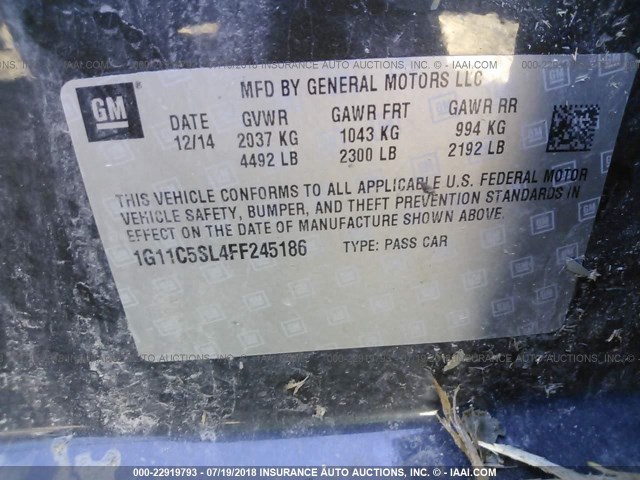 MFD BY GENERAL MOTORS LLC
GM
DATE GVWR GAWR FRT GAWR RR
12/14 2037 KG 1043 KG 994 KG
4492 LB 2300 LB 2192 LB
THIS VEHICLE CONFORMS TO ALL APPLICABLE U.S. FEDERAL MOTOR
VEHICLE SAFETY, BUMPER, AND THEFT PREVENTION STANDARDS IN
EFFECT ON THE DATE OF MANUFACTURE SHOWN ABOVE.
1G11C5SL4FF245186 TYPE: PASS CAR
000-22919793 - 07/19/2018 INSURANCE AUTO AUCTIONS, INC. - © - IAAI.COM